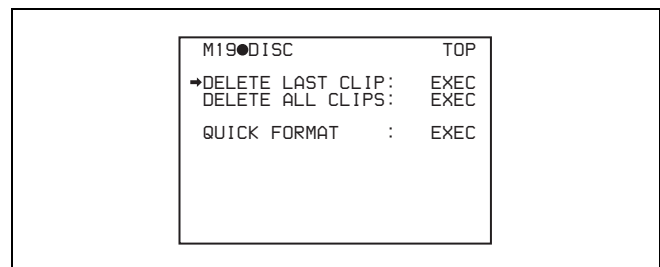 M19●DISC TOP
➡DELETE LAST CLIP: EXEC
DELETE ALL CLIPS: EXEC
QUICK FORMAT : EXEC